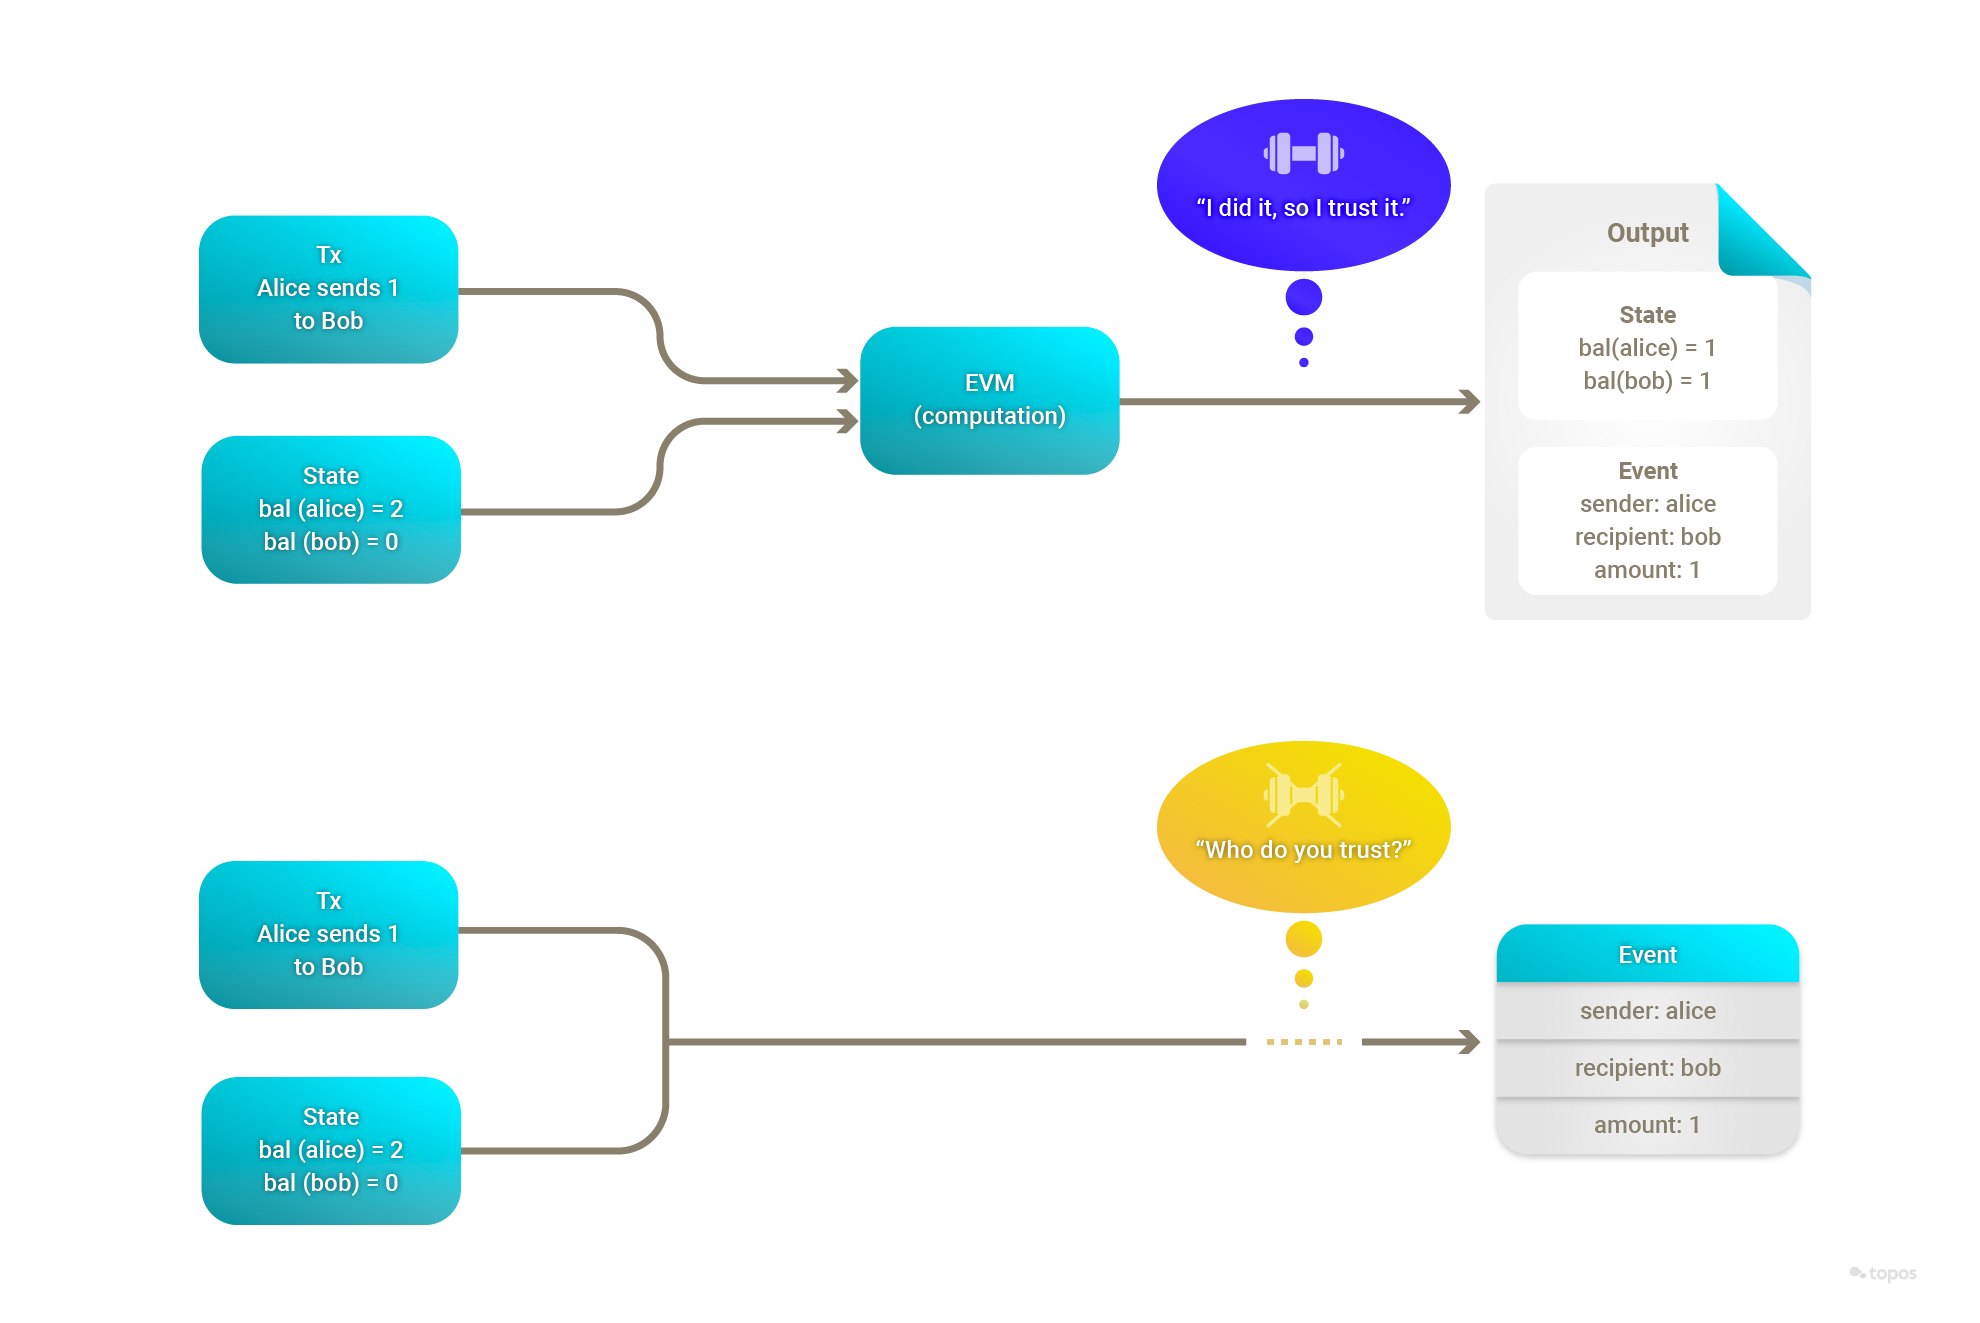 Tx
Alice sends 1
to Bob
State
bal (alice) = 2
bal (bob) = 0
EVM
(computation)
“I did it, so I trust it.”
Output
State
bal(alice) = 1
bal(bob) = 1
Event
sender: alice
recipient: bob
amount: 1
Tx
Alice sends 1
to Bob
State
bal (alice) = 2
bal (bob) = 0
“Who do you trust?”
Event
sender: alice
recipient: bob
amount: 1
topos